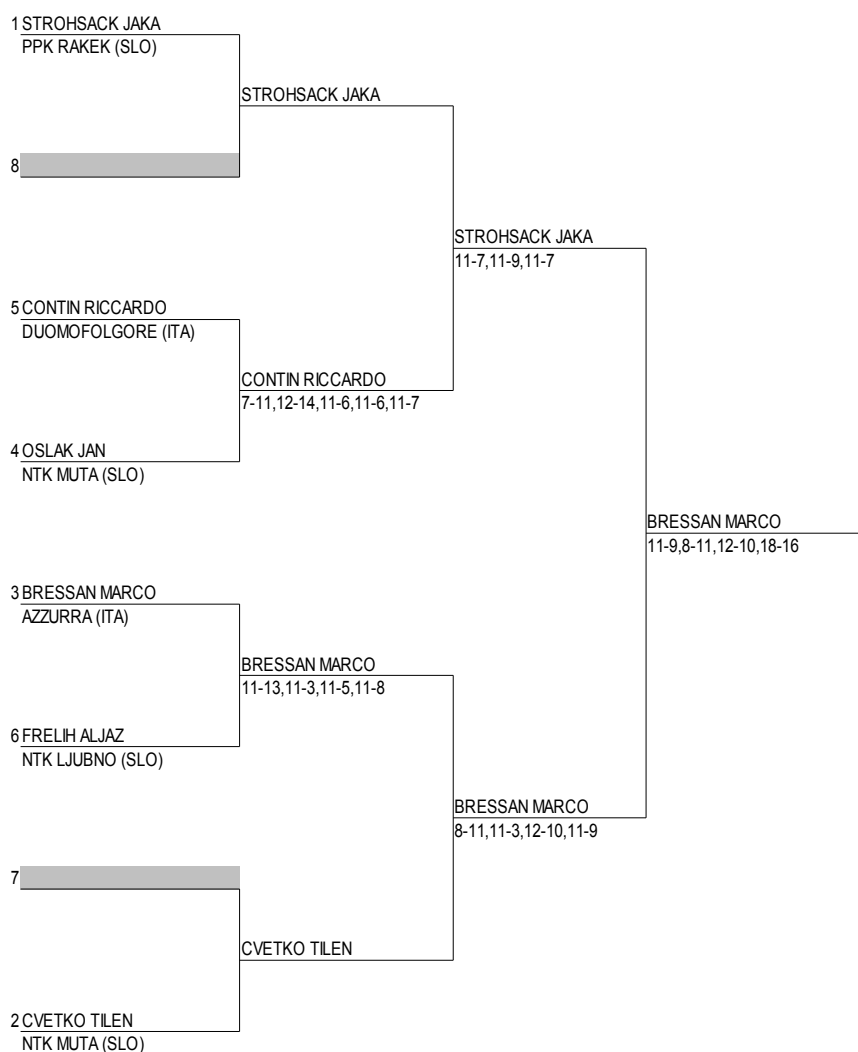 1 STROHSACK JAKA
PPK RAKEK (SLO)
STROHSACK JAKA
8
STROHSACK JAKA
11-7,11-9,11-7
5 CONTIN RICCARDO
DUOMOFOLGORE (ITA)
CONTIN RICCARDO
7-11,12-14,11-6,11-6,11-7
4 OSLAK JAN
NTK MUTA (SLO)
BRESSAN MARCO
11-9,8-11,12-10,18-16
3 BRESSAN MARCO
AZZURRA (ITA)
BRESSAN MARCO
11-13,11-3,11-5,11-8
6 FRELIH ALJAZ
NTK LJUBNO (SLO)
BRESSAN MARCO
8-11,11-3,12-10,11-9
7
CVETKO TILEN
2 CVETKO TILEN
NTK MUTA (SLO)